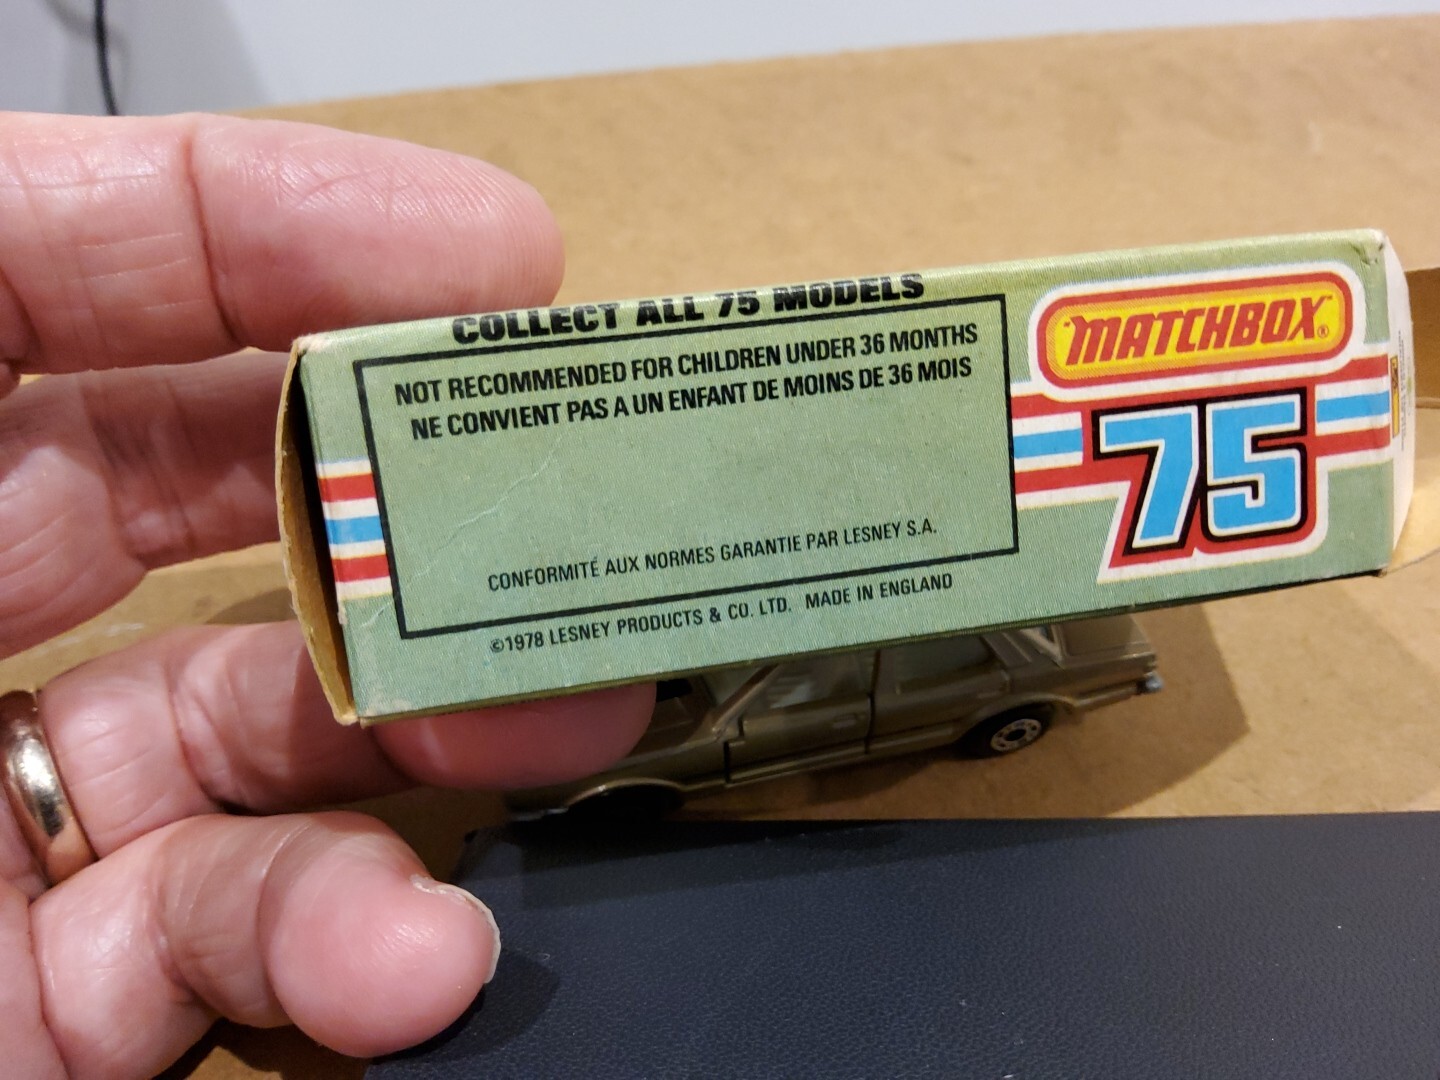 COLLECT ALL 75 MODELS
NOT RECOMMENDED FOR CHILDREN UNDER 36 MONTHS
NE CONVIENT PAS A UN ENFANT DE MOINS DE 36 MOIS
CONFORMITÉ AUX NORMES GARANTIE PAR LESNEY S.A.
©1978 LESNEY PRODUCTS & CO. LTD. MADE IN ENGLAND
"MATCHBOX"®
75